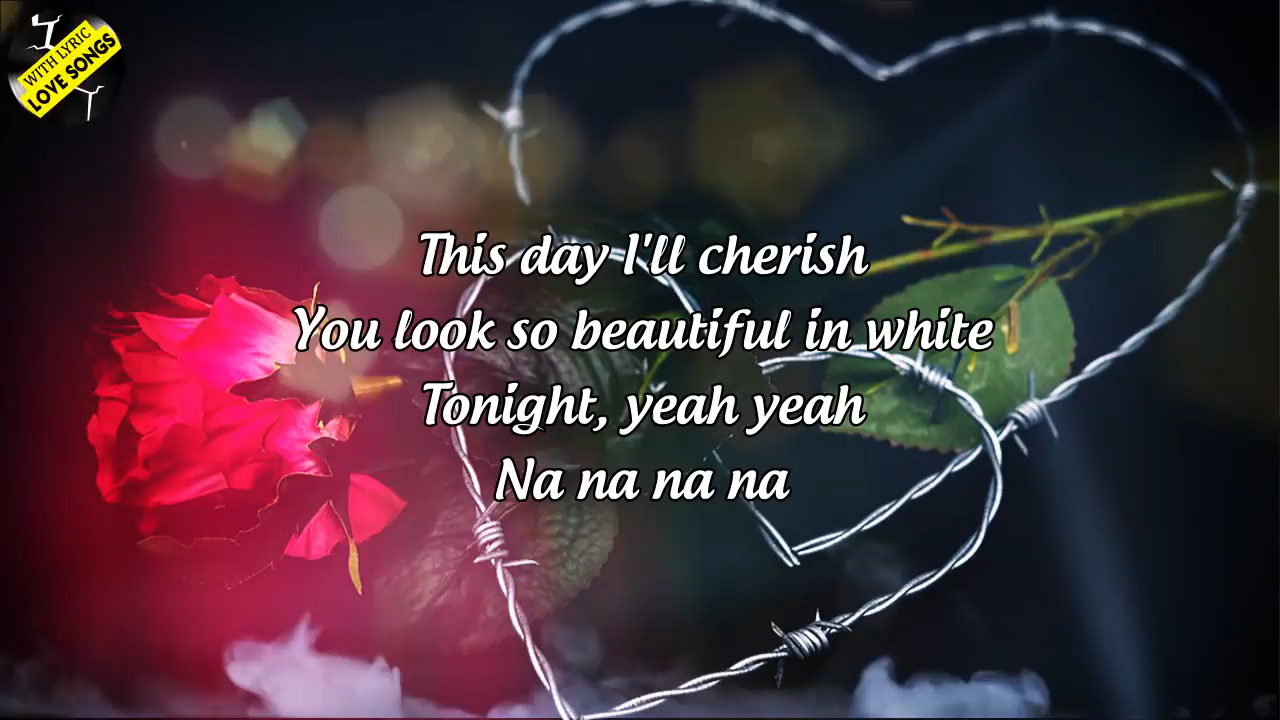 WITH LYRIC
LOVE SONGS
This day I'll cherish
You look so beautiful in white
Tonight, yeah yeah
Na na na na